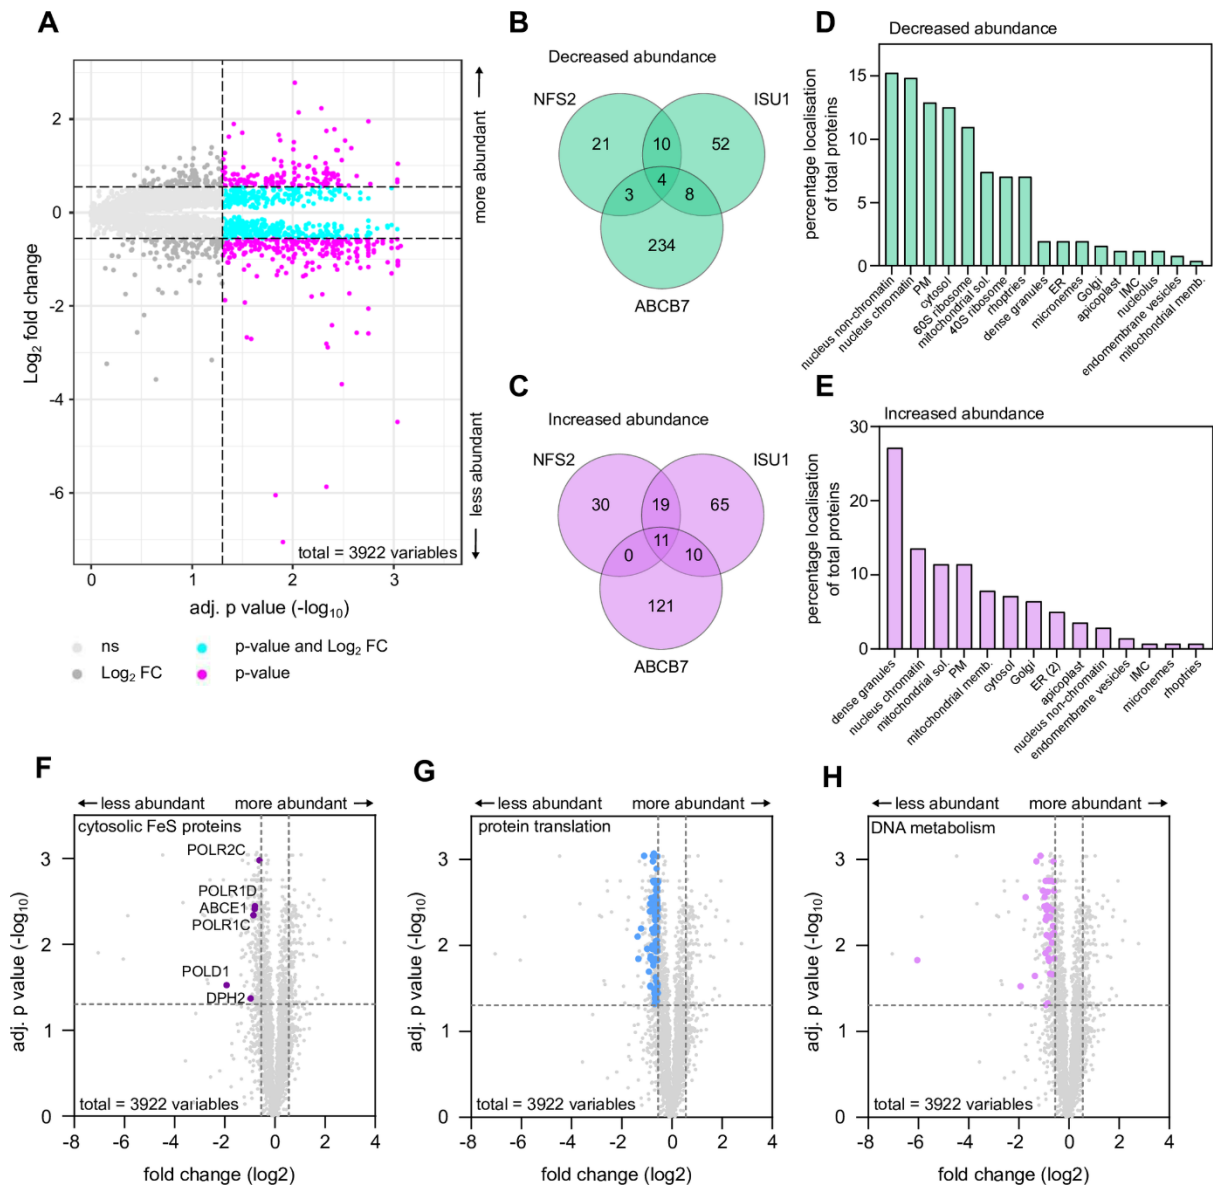 A
2
0
-2
-4
-6
Log2 fold change
more abundant
less abundant
total = 3922 variables
0
1
2
3
adj. p value (-log10)
ns
p-value and Log2 FC
Log2 FC
p-value
B
Decreased abundance
NFS2
ISU1
21
10
52
4
3
8
234
ABCB7
C
Increased abundance
NFS2
ISU1
30
19
65
11
0
10
121
ABCB7
D
Decreased abundance
percentage localisation
of total proteins
15
10
5
0
nucleus non-chromatin
nucleus chromatin
PM
cytosol
60S ribosome
mitochondrial sol.
40S ribosome
rhoptries
dense granules
ER
micronemes
Golgi
apicoplast
IMC
nucleolus
endomembrane vesicles
mitochondrial memb.
E
Increased abundance
percentage localisation
of total proteins
30
20
10
0
dense granules
nucleus chromatin
mitochondrial sol.
PM
mitochondrial memb.
cytosol
Golgi
ER (2)
apicoplast
nucleus non-chromatin
endomembrane vesicles
IMC
micronemes
rhoptries
F
less abundant
more abundant
cytosolic FeS proteins
POLR2C
POLR1D
ABCE1
POLR1C
POLD1
DPH2
total = 3922 variables
adj. p value (-log10)
3
2
1
0
-8
-6
-4
-2
0
2
4
fold change (log2)
G
less abundant
more abundant
protein translation
total = 3922 variables
adj. p value (-log10)
3
2
1
0
-8
-6
-4
-2
0
2
4
fold change (log2)
H
less abundant
more abundant
DNA metabolism
total = 3922 variables
adj. p value (-log10)
3
2
1
0
-8
-6
-4
-2
0
2
4
fold change (log2)